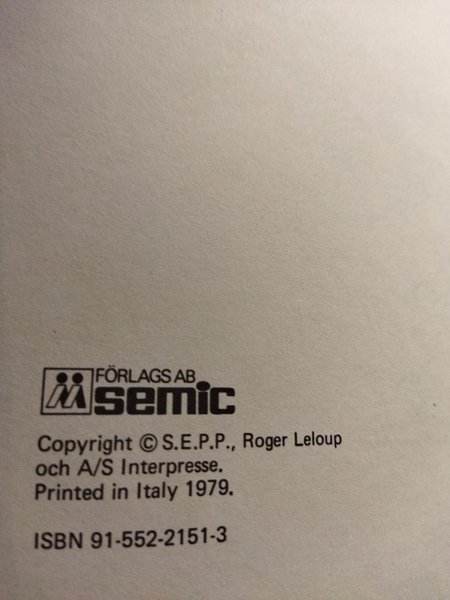 FÖRLAGS AB
semic
Copyright © S.E.P.P., Roger Leloup
och A/S Interpresse.
Printed in Italy 1979.
ISBN 91-552-2151-3